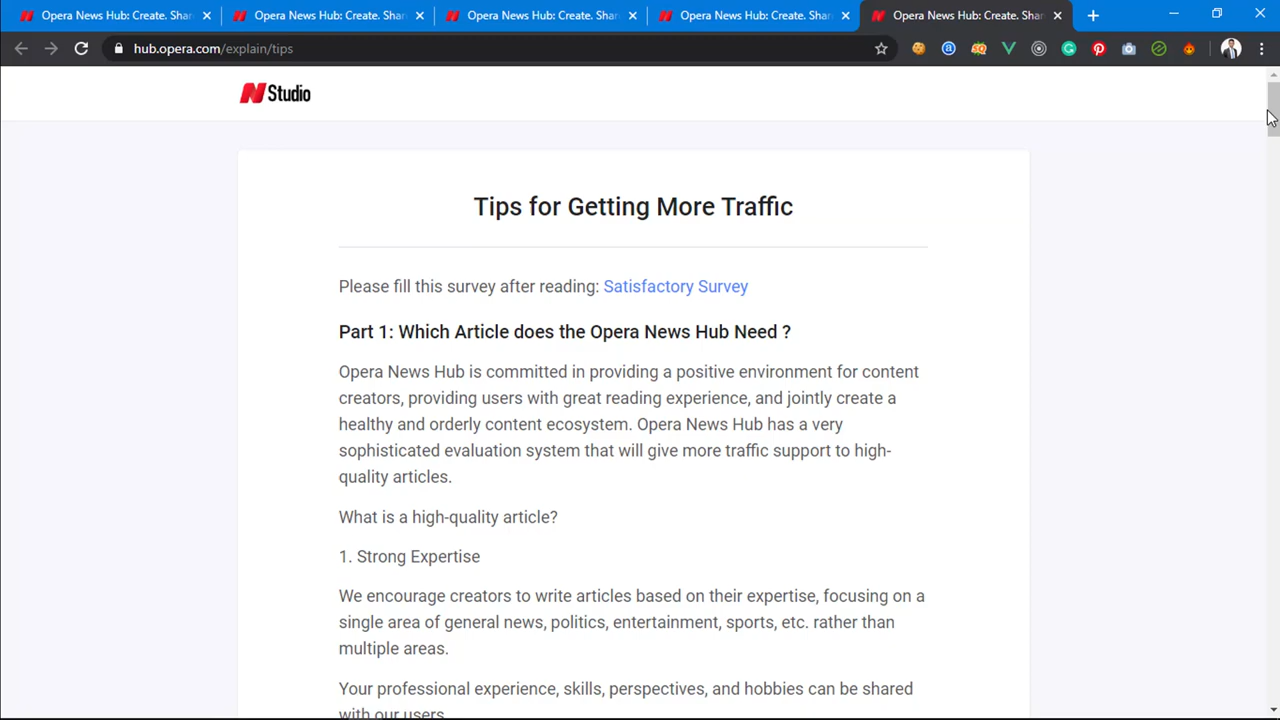 Opera News Hub: Create. Shar
Opera News Hub: Create. Shar
Opera News Hub: Create. Shar
Opera News Hub: Create. Shar
Opera News Hub: Create. Shar
hub.opera.com/explain/tips
N Studio
Tips for Getting More Traffic
Please fill this survey after reading: Satisfactory Survey
Part 1: Which Article does the Opera News Hub Need ?
Opera News Hub is committed in providing a positive environment for content
creators, providing users with great reading experience, and jointly create a
healthy and orderly content ecosystem. Opera News Hub has a very
sophisticated evaluation system that will give more traffic support to high-
quality articles.
What is a high-quality article?
1. Strong Expertise
We encourage creators to write articles based on their expertise, focusing on a
single area of general news, politics, entertainment, sports, etc. rather than
multiple areas.
Your professional experience, skills, perspectives, and hobbies can be shared
with our users